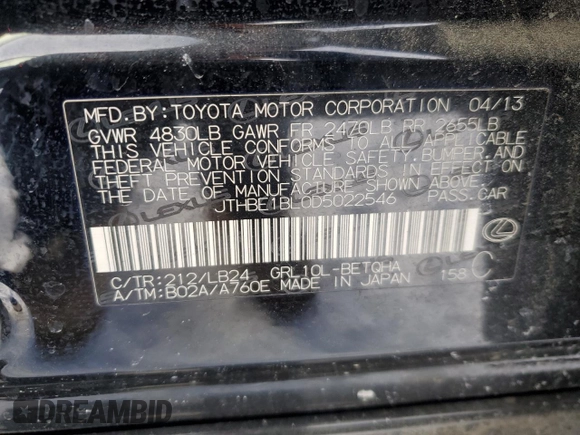 MFD.BY:TOYOTA MOTOR CORPORATION 04/13
GVWR 4830LB GAWR FR 2470LB RR 2655LB
THIS VEHICLE CONFORMS TO ALL APPLICABLE
FEDERAL MOTOR VEHICLE SAFETY,BUMPER,AND
THEFT PREVENTION STANDARDS IN EFFECT ON
THE DATE OF MANUFACTURE SHOWN ABOVE.
JTHBE1BL0D5022546 PASS.CAR
C/TR:212/LB24 GRL10L-BETQHA
A/TM:B02A/A760E MADE IN JAPAN 158 C
LEXUS
DREAMBID